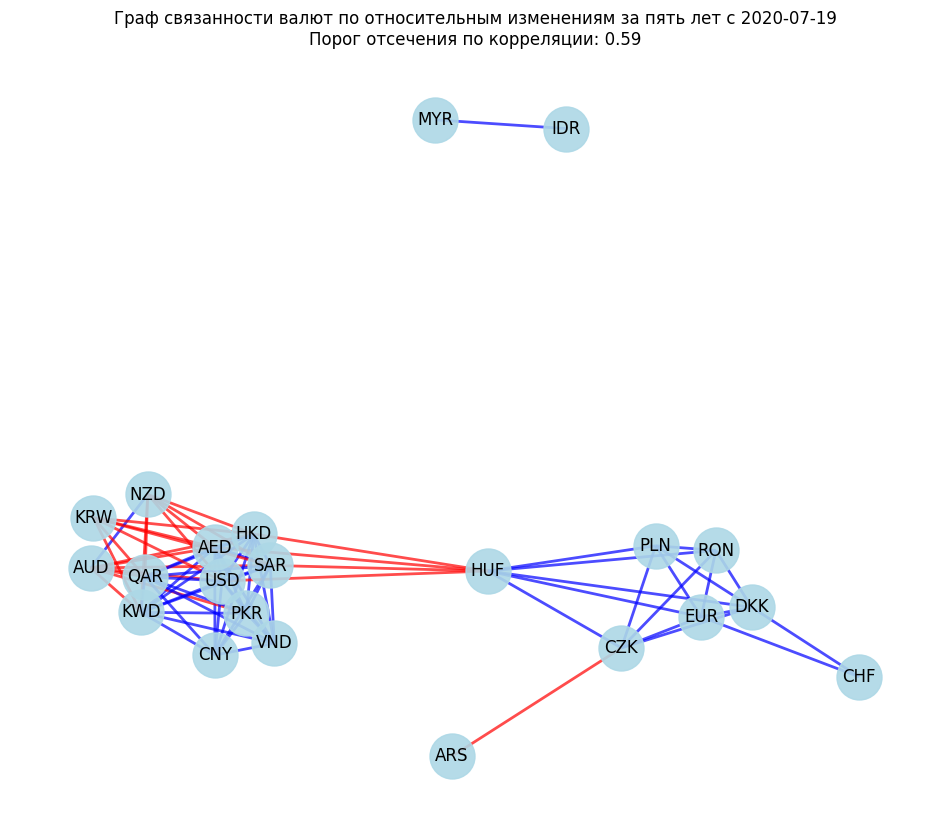 Граф связанности валют по относительным изменениям за пять лет с 2020-07-19
Порог отсечения по корреляции: 0.59
MYR
IDR
NZD
KRW
HKD
AED
SAR
AUD
QAR
USD
KWD
PKR
VND
CNY
HUF
PLN
RON
DKK
EUR
CZK
CHF
ARS